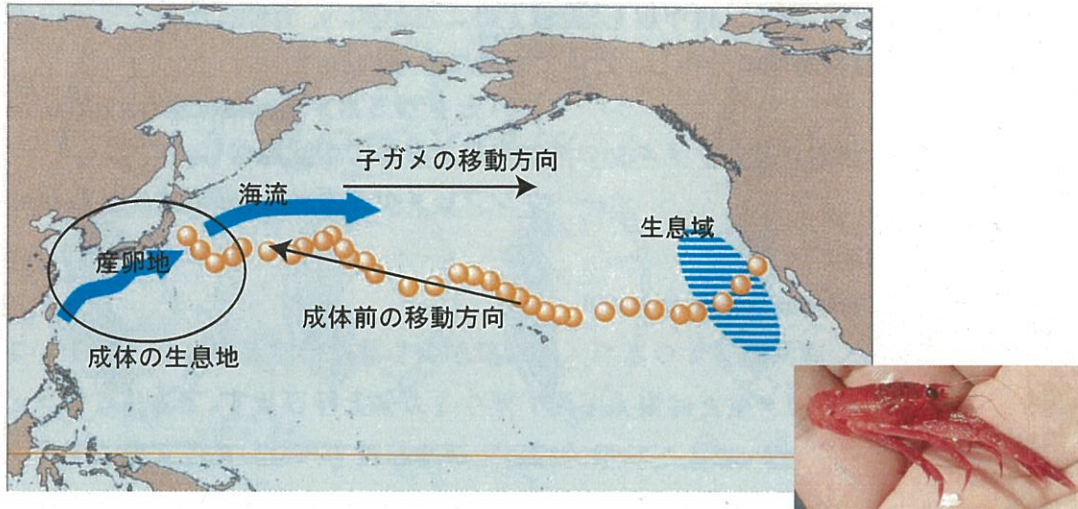 子ガメの移動方向
海流
生息域
産卵地
成体前の移動方向
成体の生息地